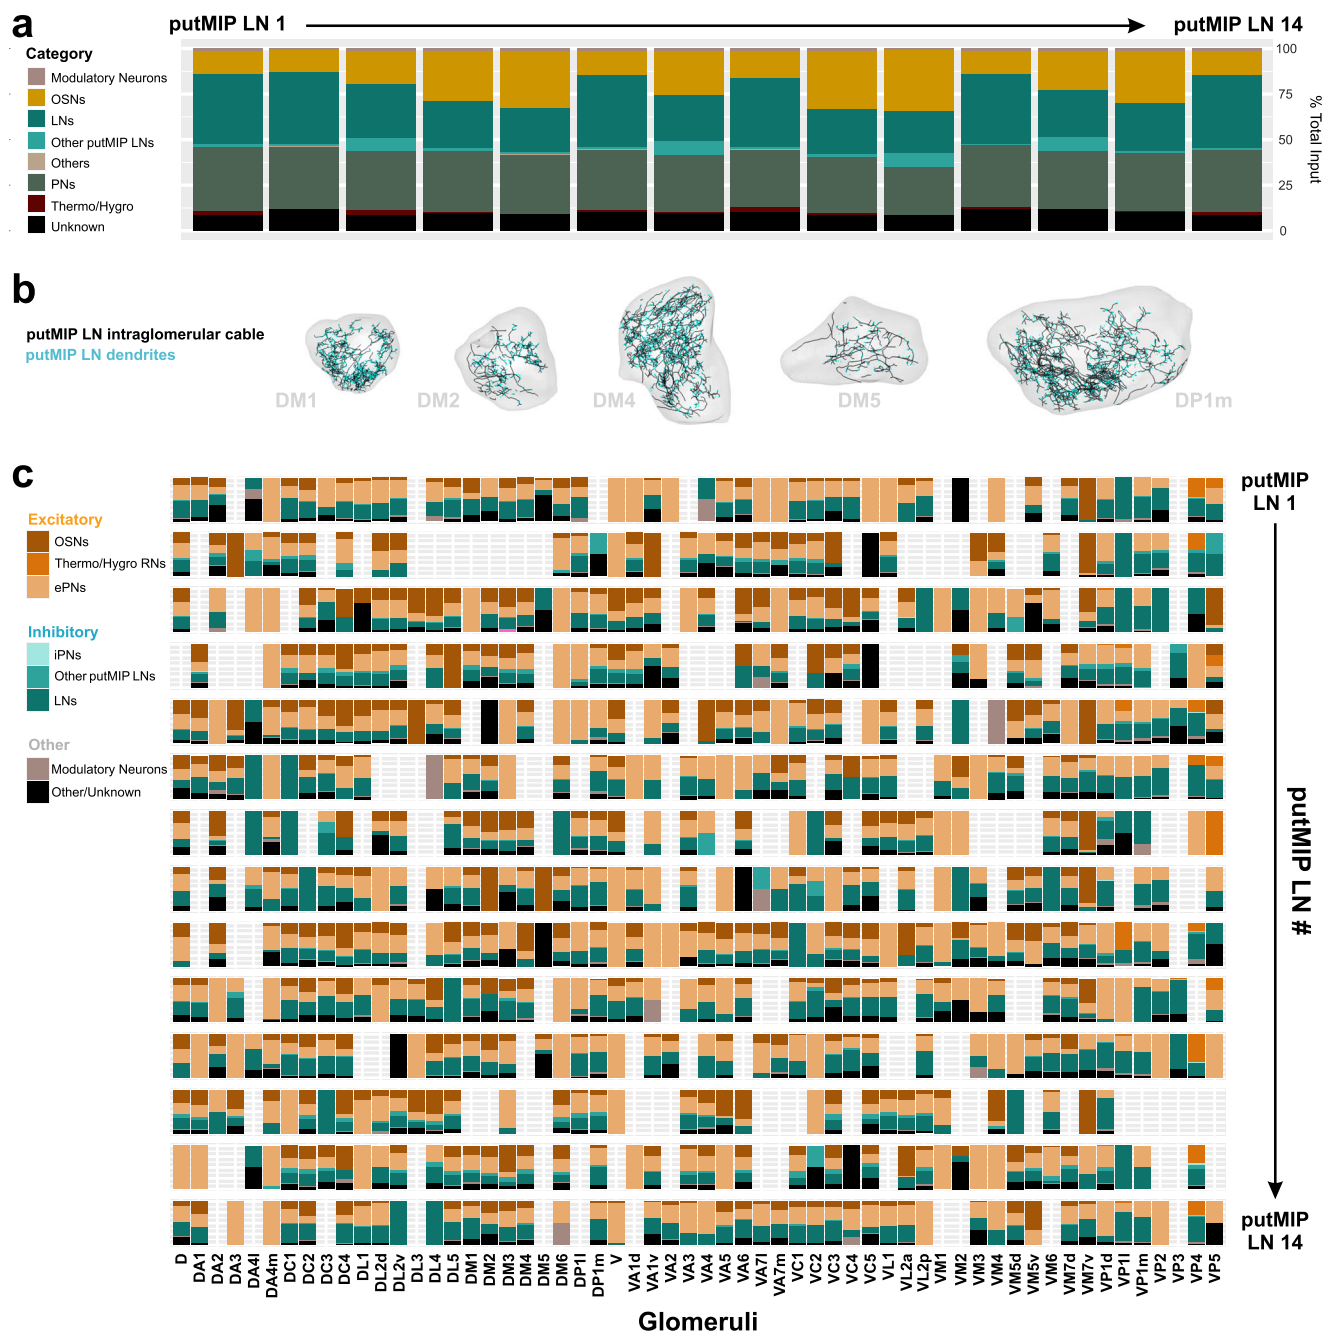 a
putMIP LN 1
putMIP LN 14
Category
Modulatory Neurons
OSNs
LNs
Other putMIP LNs
Others
PNs
Thermo/Hygro
Unknown
100
75
50
25
0
% Total Input
b
putMIP LN intraglomerular cable
putMIP LN dendrites
DM1
DM2
DM4
DM5
DP1m
c
putMIP
LN 1
Excitatory
OSNs
Thermo/Hygro RNs
ePNs
Inhibitory
iPNs
Other putMIP LNs
LNs
Other
Modulatory Neurons
Other/Unknown
putMIP LN #
putMIP
LN 14
D
DA1
DA2
DA3
DA4l
DA4m
DC1
DC2
DC3
DC4
DL1
DL2d
DL2v
DL3
DL4
DL5
DM1
DM2
DM3
DM4
DM5
DM6
DP1l
DP1m
V
VA1d
VA1v
VA2
VA3
VA4
VA5
VA6
VA7l
VA7m
VC1
VC2
VC3
VC4
VC5
VL1
VL2a
VL2p
VM1
VM2
VM3
VM4
VM5d
VM5v
VM6
VM7d
VM7v
VP1d
VP1l
VP1m
VP2
VP3
VP4
VP5
Glomeruli